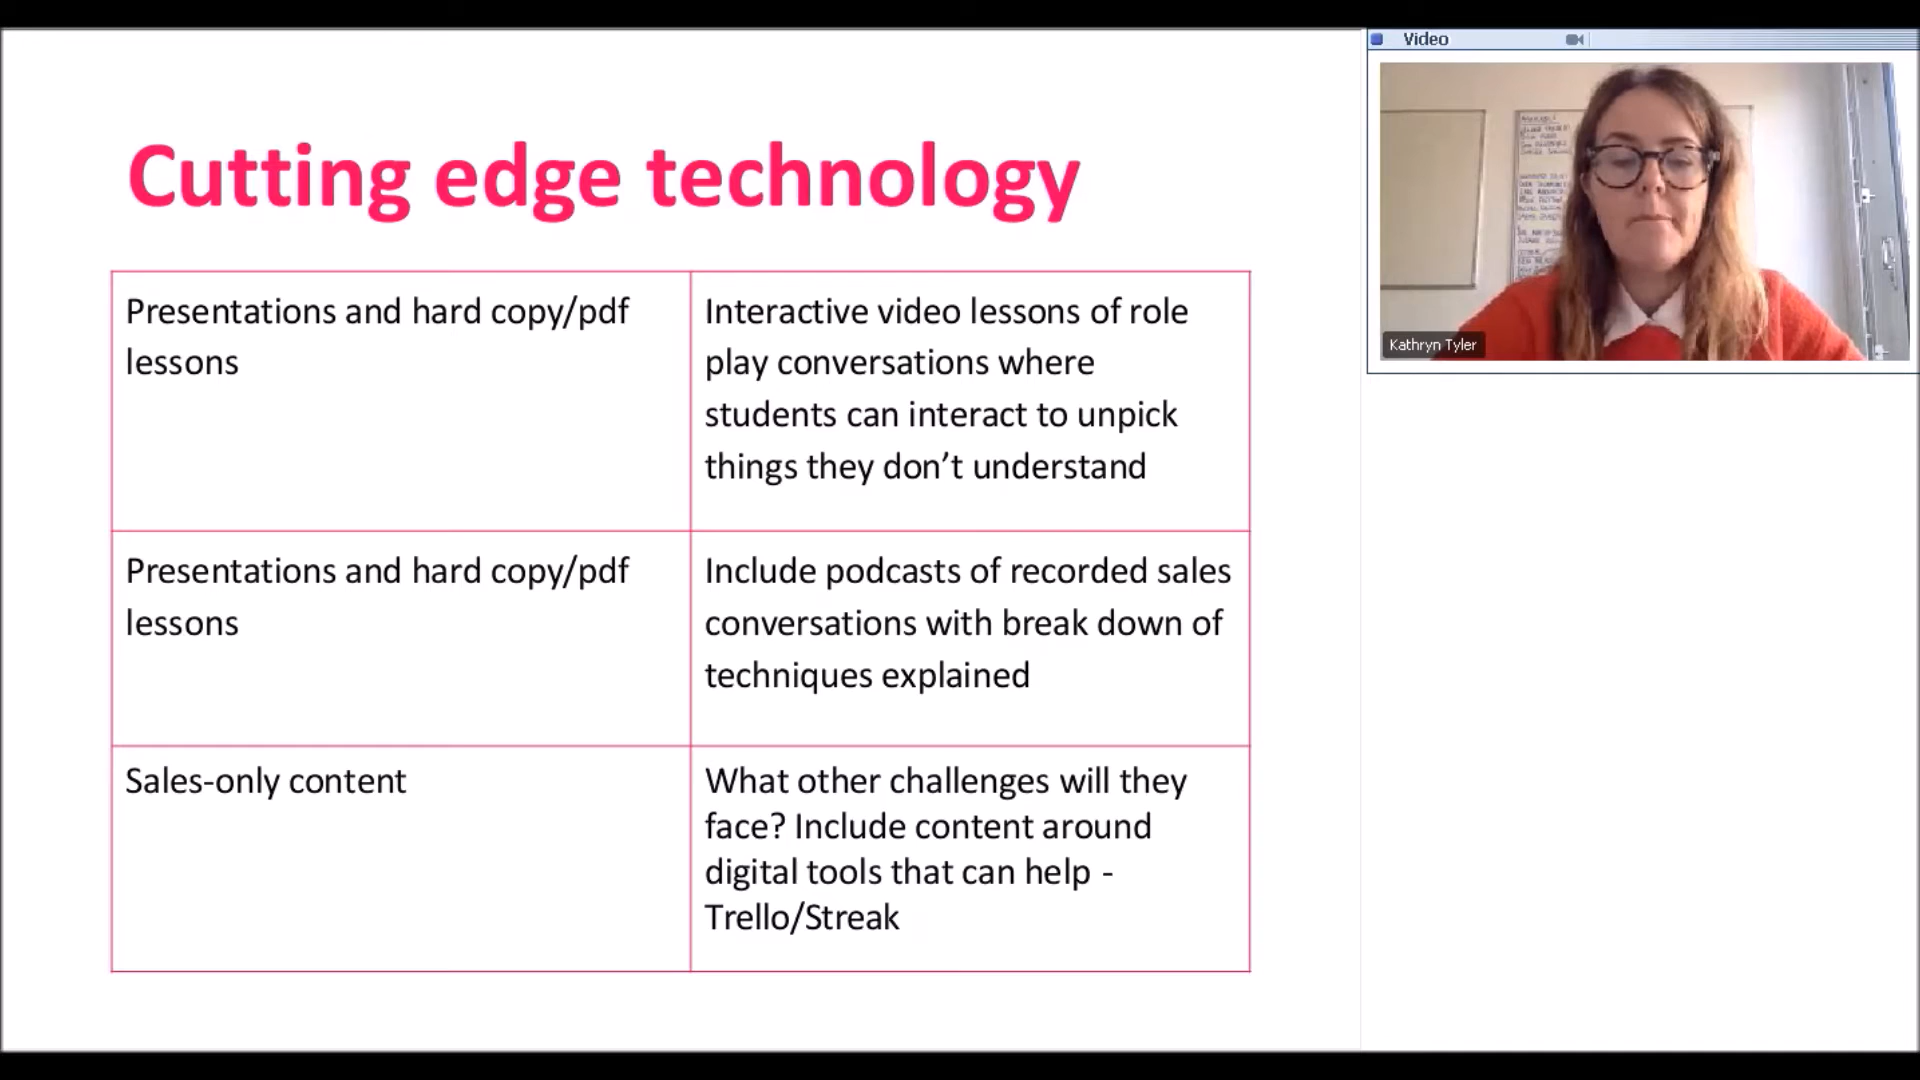 Cutting edge technology
Presentations and hard copy/pdf
lessons
Interactive video lessons of role
play conversations where
students can interact to unpick
things they don’t understand
Presentations and hard copy/pdf
lessons
Include podcasts of recorded sales
conversations with break down of
techniques explained
Sales-only content
What other challenges will they
face? Include content around
digital tools that can help -
Trello/Streak
Video
Kathryn Tyler